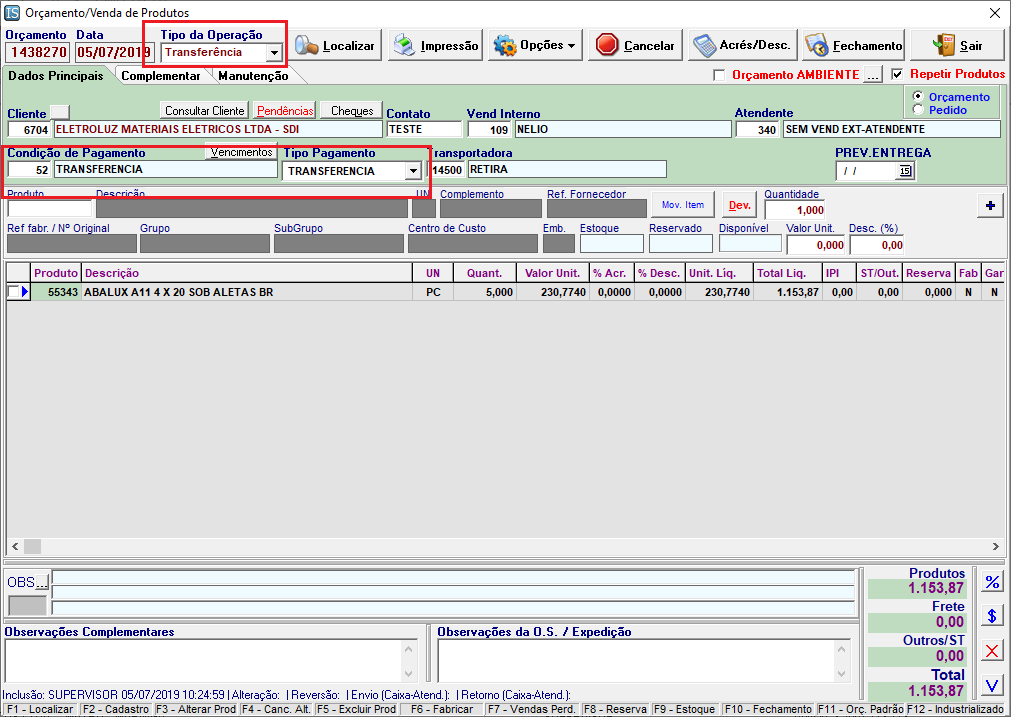 Orçamento/Venda de Produtos
Orçamento Data Tipo da Operação
1438270 05/07/2019 Transferência Localizar Impressão Opções Cancelar Acrés/Desc. Fechamento Sair
Dados Principais Complementar Manutenção Orçamento AMBIENTE ... Repetir Produtos
Orçamento
Pedido
Cliente Consultar Cliente Pendências Cheques Contato Vend Interno Atendente
6704 ELETROLUZ MATERIAIS ELETRICOS LTDA - SDI TESTE 109 NELIO 340 SEM VEND EXT-ATENDENTE
Condição de Pagamento Vencimentos Tipo Pagamento Transportadora PREV.ENTREGA
52 TRANSFERENCIA TRANSFERENCIA 14500 RETIRA / / 15
Produto Descrição UN Complemento Ref. Fornecedor Mov. Item Dev. Quantidade
1,000 +
Ref fabr. / Nº Original Grupo SubGrupo Centro de Custo Emb. Estoque Reservado Disponível Valor Unit. Desc. (%)
0,000 0,00
Produto Descrição UN Quant. Valor Unit. % Acr. % Desc. Unit. Líq. Total Liq. IPI ST/Out. Reserva Fab Gar
55343 ABALUX A11 4 X 20 SOB ALETAS BR PC 5,000 230,7740 0,0000 0,0000 230,7740 1.153,87 0,00 0,00 0,000 N N
OBS...
Produtos
1.153,87
Frete
0,00
Outros/ST
0,00
Total
1.153,87
%
$
X
V
Observações Complementares Observações da O.S. / Expedição
Inclusão: SUPERVISOR 05/07/2019 10:24:59 | Alteração: | Reversão: | Envio (Caixa-Atend.): | Retorno (Caixa-Atend.):
F1 - Localizar F2 - Cadastro F3 - Alterar Prod F4 - Canc. Alt. F5 - Excluir Prod F6 - Fabricar F7 - Vendas Perd. F8 - Reserva F9 - Estoque F10 - Fechamento F11 - Orç. Padrão F12 - Industrializado